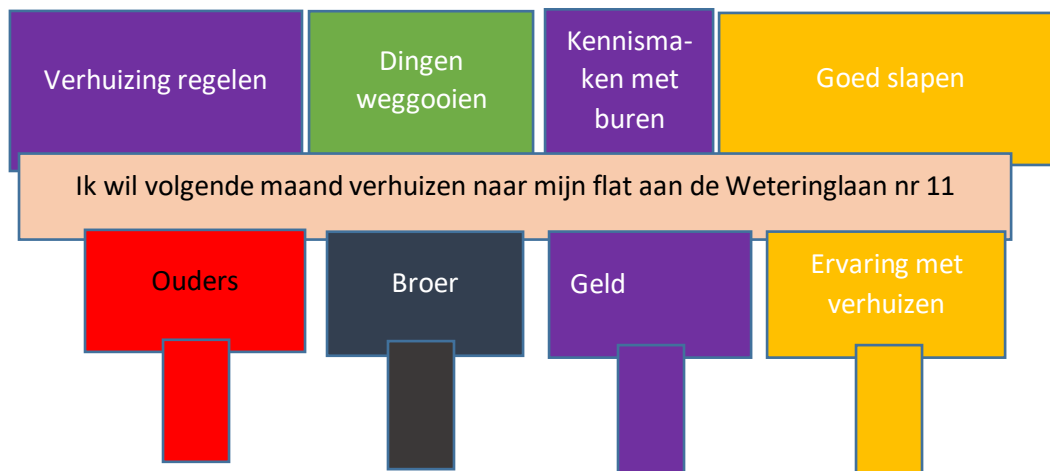 Verhuizing regelen
Dingen
weggooien
Kennisma-
ken met
buren
Goed slapen
Ik wil volgende maand verhuizen naar mijn flat aan de Weteringlaan nr 11
Ouders
Broer
Geld
Ervaring met
verhuizen